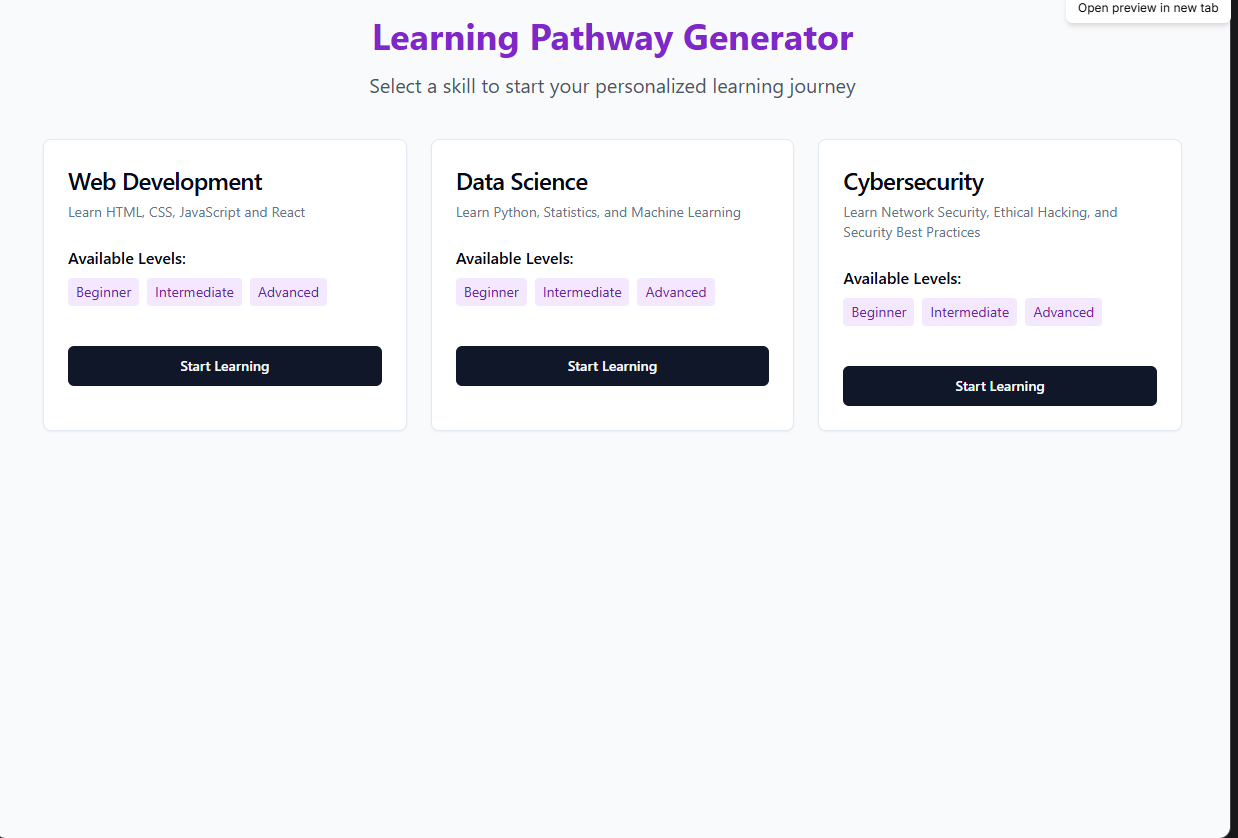 Open preview in new tab
Learning Pathway Generator
Select a skill to start your personalized learning journey
Web Development
Learn HTML, CSS, JavaScript and React
Available Levels:
Beginner Intermediate Advanced
Start Learning
Data Science
Learn Python, Statistics, and Machine Learning
Available Levels:
Beginner Intermediate Advanced
Start Learning
Cybersecurity
Learn Network Security, Ethical Hacking, and
Security Best Practices
Available Levels:
Beginner Intermediate Advanced
Start Learning